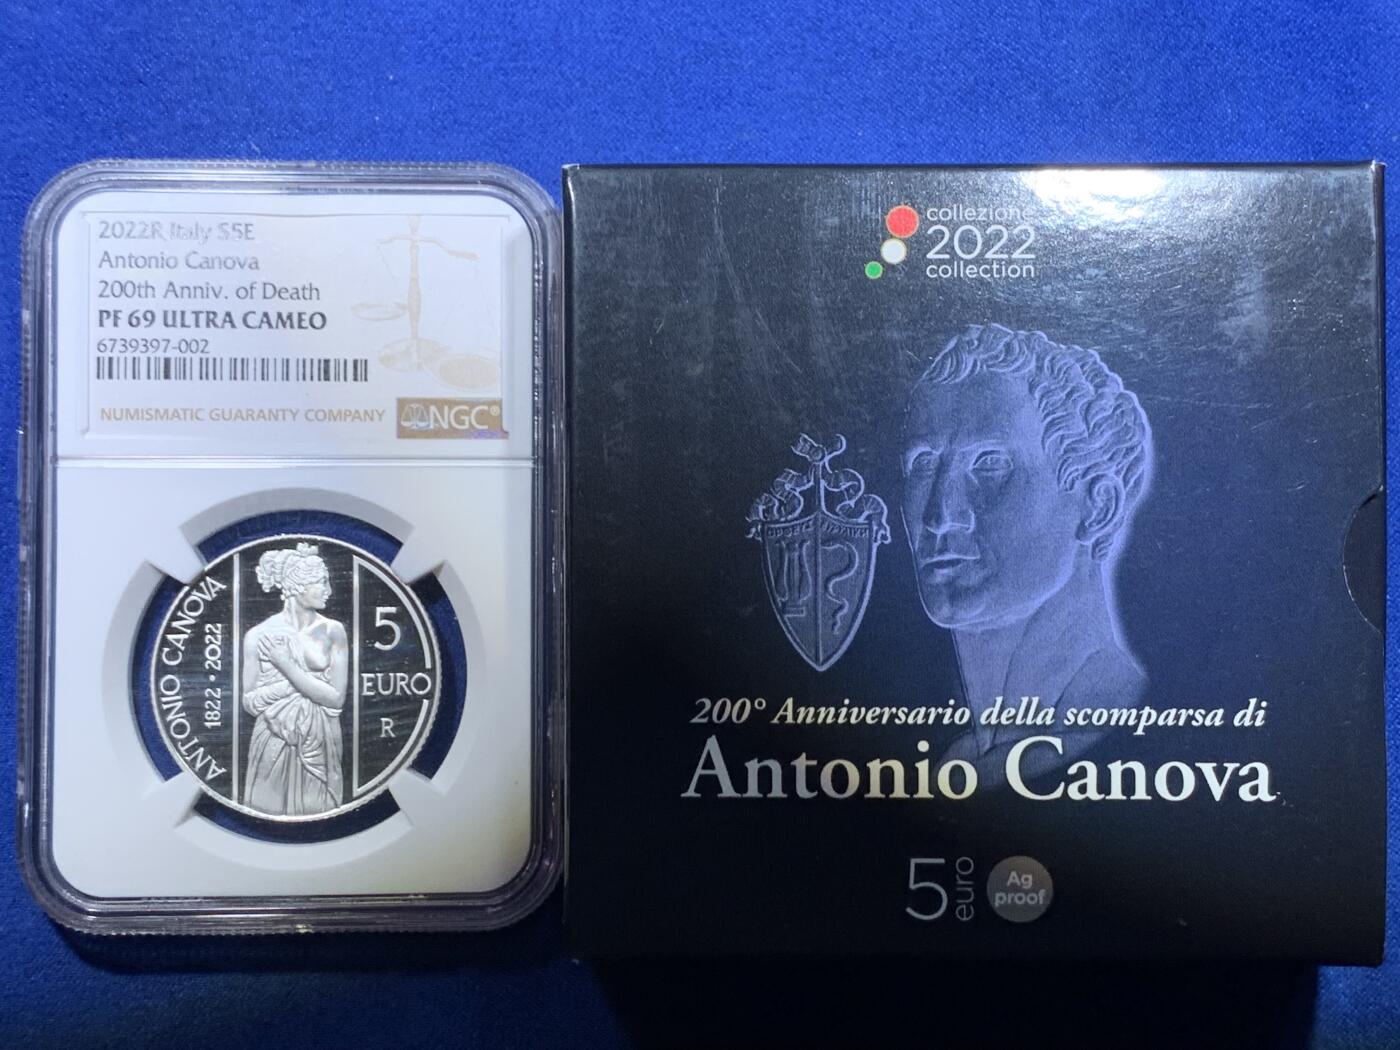 2022R Italy S5E
Antonio Canova
200th Anniv. of Death
PF 69 ULTRA CAMEO
6739397-002
NUMISMATIC GUARANTY COMPANY
NGC®
ANTONIO CANOVA
1822 • 2022
5
EURO
R
collezione
2022
collection
200° Anniversario della scomparsa di
Antonio Canova
5 euro
Ag
proof